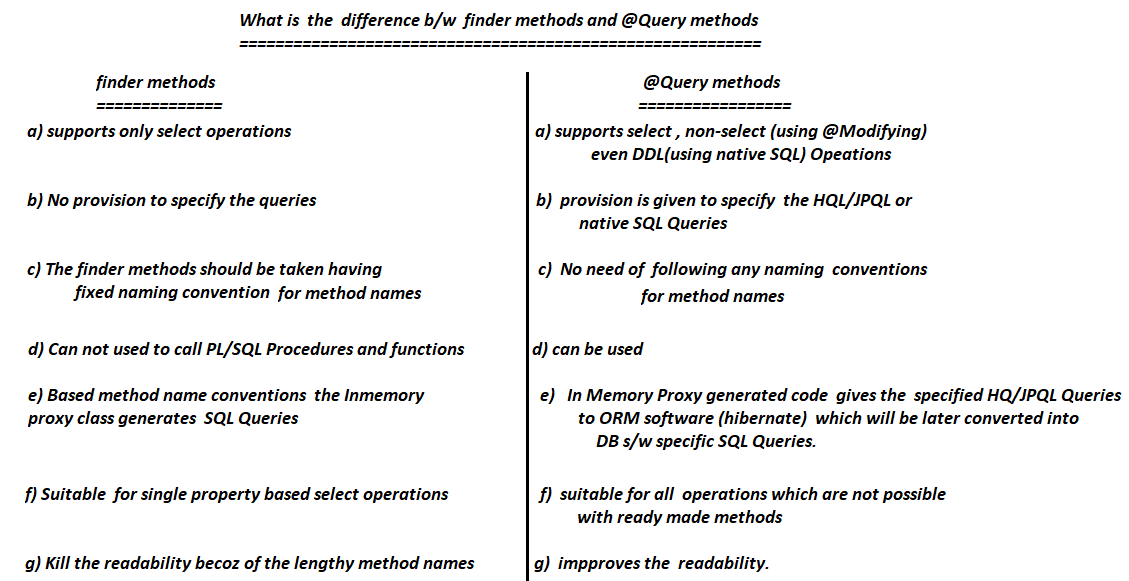 What is the difference b/w finder methods and @Query methods
==========================================================
finder methods
==============
a) supports only select operations
b) No provision to specify the queries
c) The finder methods should be taken having
fixed naming convention for method names
d) Can not used to call PL/SQL Procedures and functions
e) Based method name conventions the Inmemory
proxy class generates SQL Queries
f) Suitable for single property based select operations
g) Kill the readability becoz of the lengthy method names
@Query methods
=================
a) supports select , non-select (using @Modifying)
even DDL(using native SQL) Opeations
b) provision is given to specify the HQL/JPQL or
native SQL Queries
c) No need of following any naming conventions
for method names
d) can be used
e) In Memory Proxy generated code gives the specified HQ/JPQL Queries
to ORM software (hibernate) which will be later converted into
DB s/w specific SQL Queries.
f) suitable for all operations which are not possible
with ready made methods
g) impproves the readability.